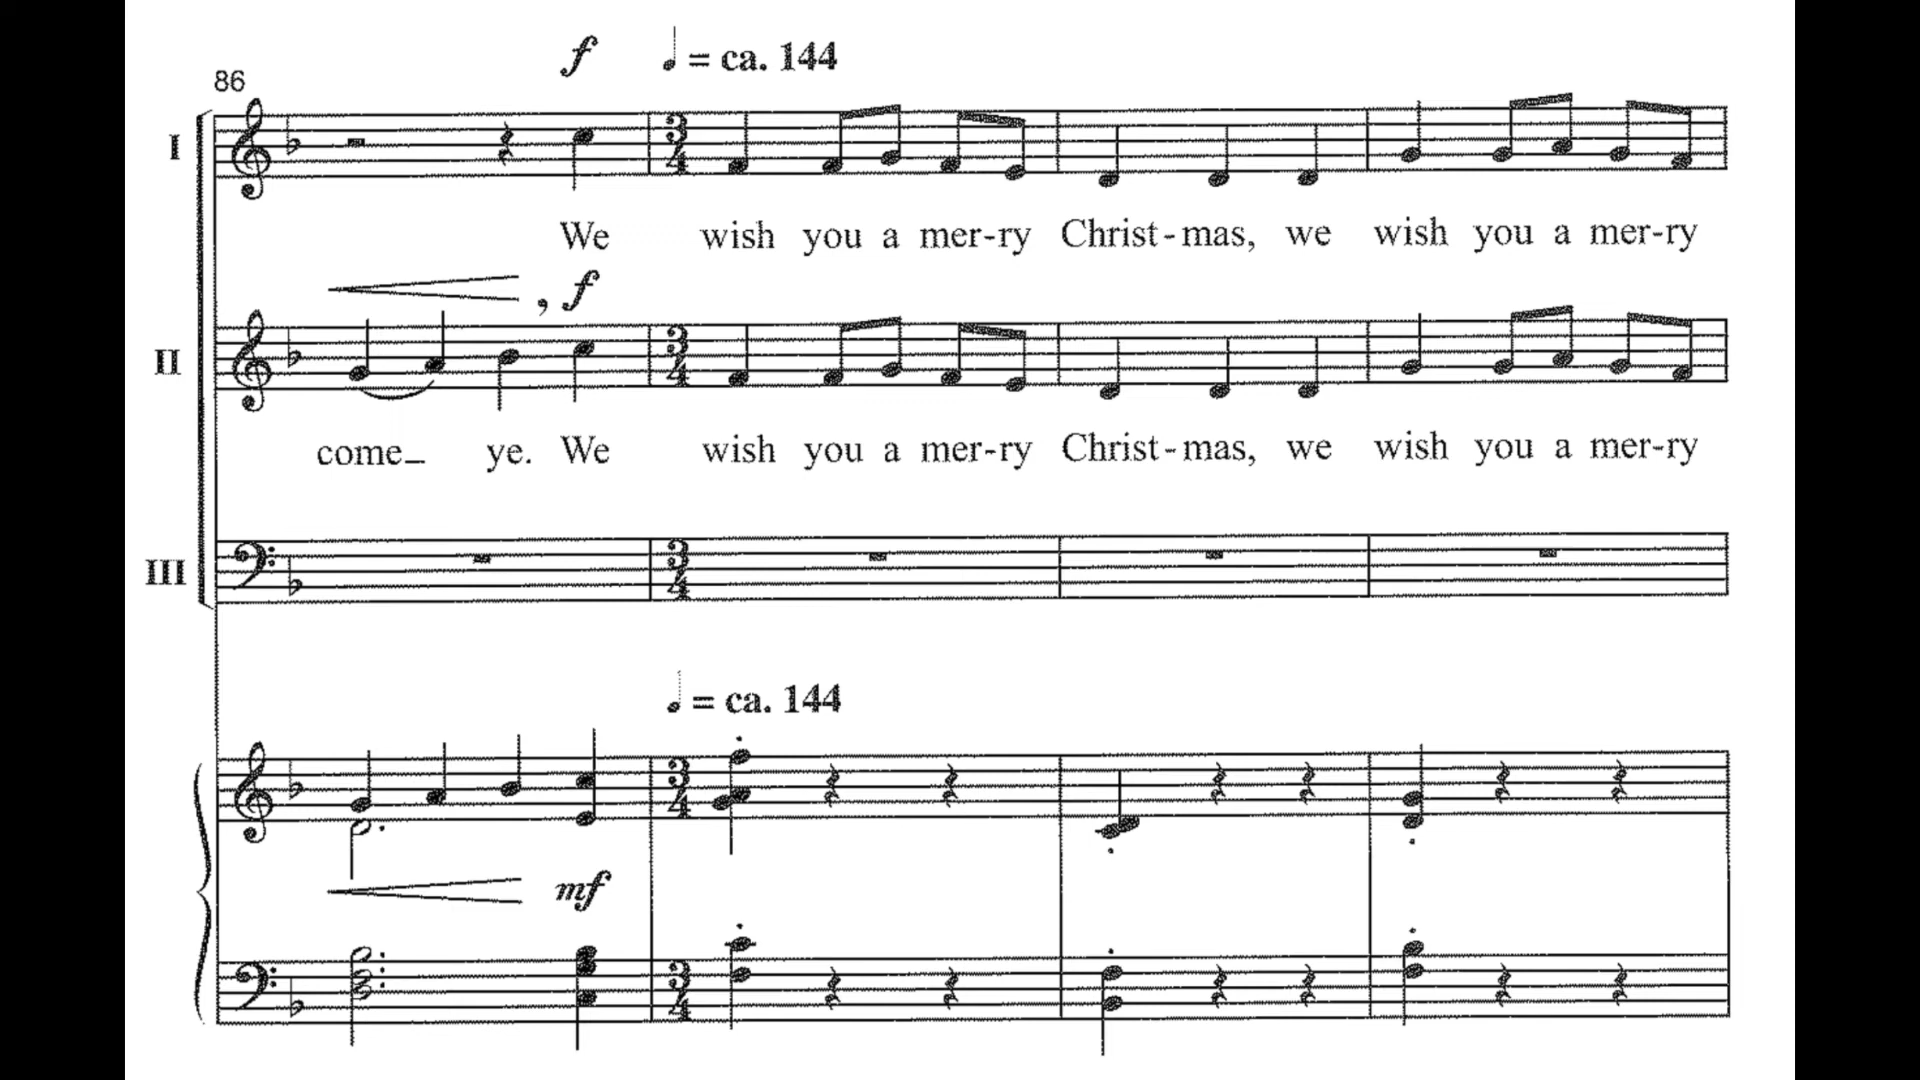 f ♩ = ca. 144
86
I
We wish you a mer-ry Christ-mas, we wish you a mer-ry
, f
II
come_ ye. We wish you a mer-ry Christ-mas, we wish you a mer-ry
III
♩ = ca. 144
mf